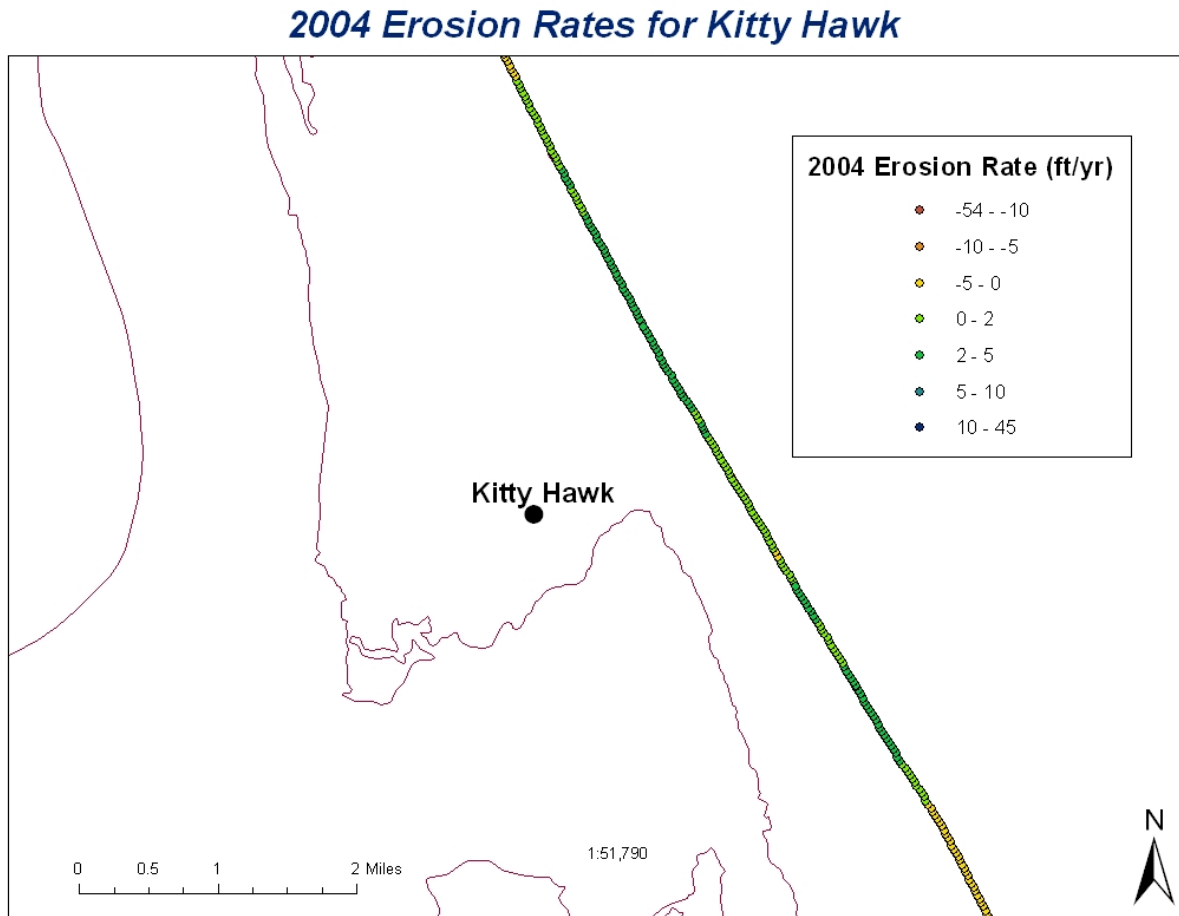 2004 Erosion Rates for Kitty Hawk
2004 Erosion Rate (ft/yr)
-54 - -10
-10 - -5
-5 - 0
0 - 2
2 - 5
5 - 10
10 - 45
Kitty Hawk
1:51,790
0 0.5 1 2 Miles
N